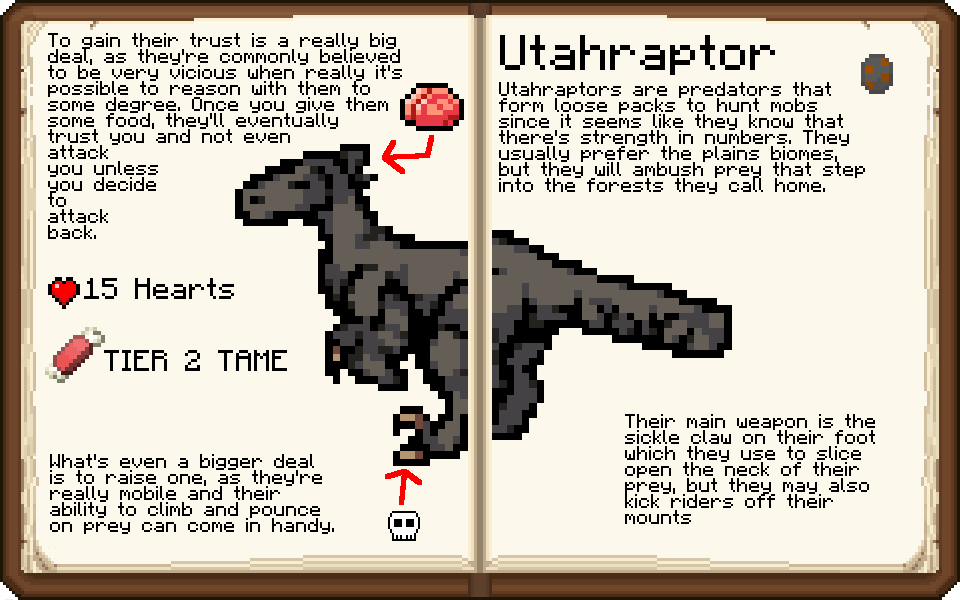 To gain their trust is a really big
deal, as they're commonly believed
to be very vicious when really it's
possible to reason with them to
some degree. Once you give them
some food, they'll eventually
trust you and not even
attack
you unless
you decide
to
attack
back.
15 Hearts
TIER 2 TAME
What's even a bigger deal
is to raise one, as they're
really mobile and their
ability to climb and pounce
on prey can come in handy.
Utahraptor
Utahraptors are predators that
form loose packs to hunt mobs
since it seems like they know that
there's strength in numbers. They
usually prefer the plains biomes,
but they will ambush prey that step
into the forests they call home.
Their main weapon is the
sickle claw on their foot
which they use to slice
open the neck of their
prey, but they may also
kick riders off their
mounts